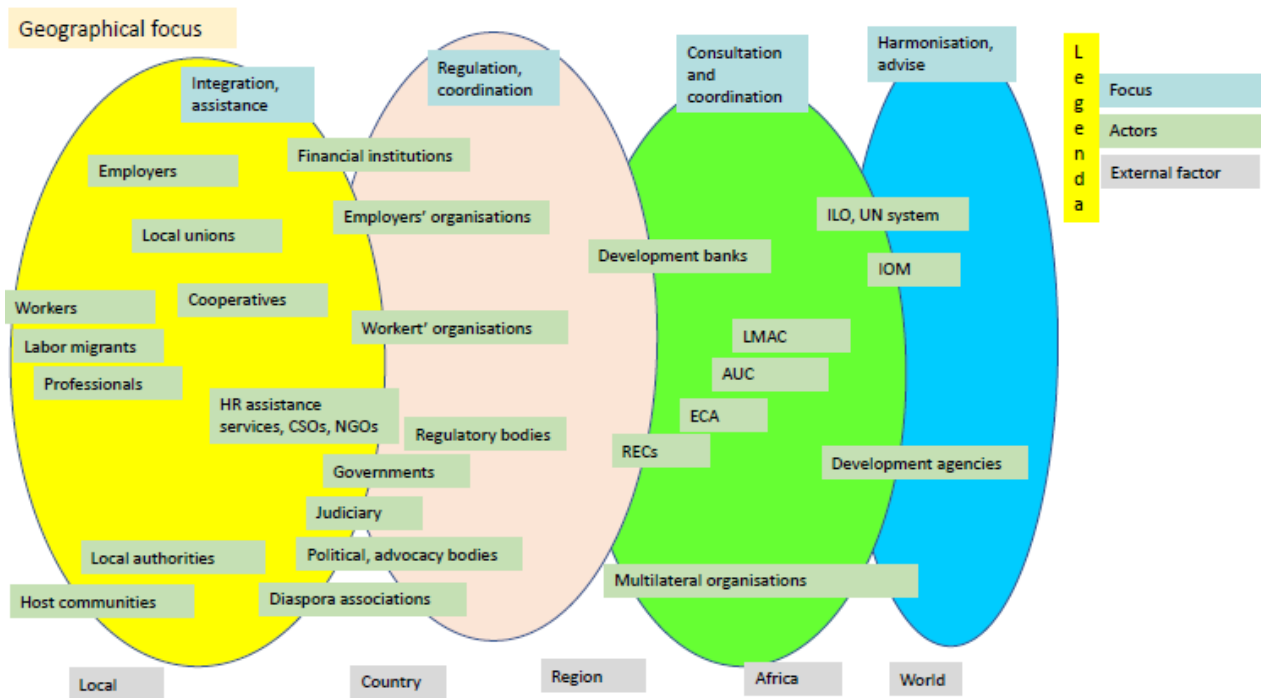 Geographical focus
Integration,
assistance
Regulation,
coordination
Consultation
and
coordination
Harmonisation,
advise
L
e
g
e
n
d
a
Focus
Actors
External factor
Financial institutions
Employers
Employers' organisations
ILO, UN system
Local unions
Development banks
IOM
Cooperatives
Workers
Workert' organisations
LMAC
Labor migrants
AUC
Professionals
HR assistance
services, CSOs, NGOs
ECA
Regulatory bodies
RECs
Governments
Development agencies
Judiciary
Local authorities
Political, advocacy bodies
Multilateral organisations
Host communities
Diaspora associations
Local
Country
Region
Africa
World